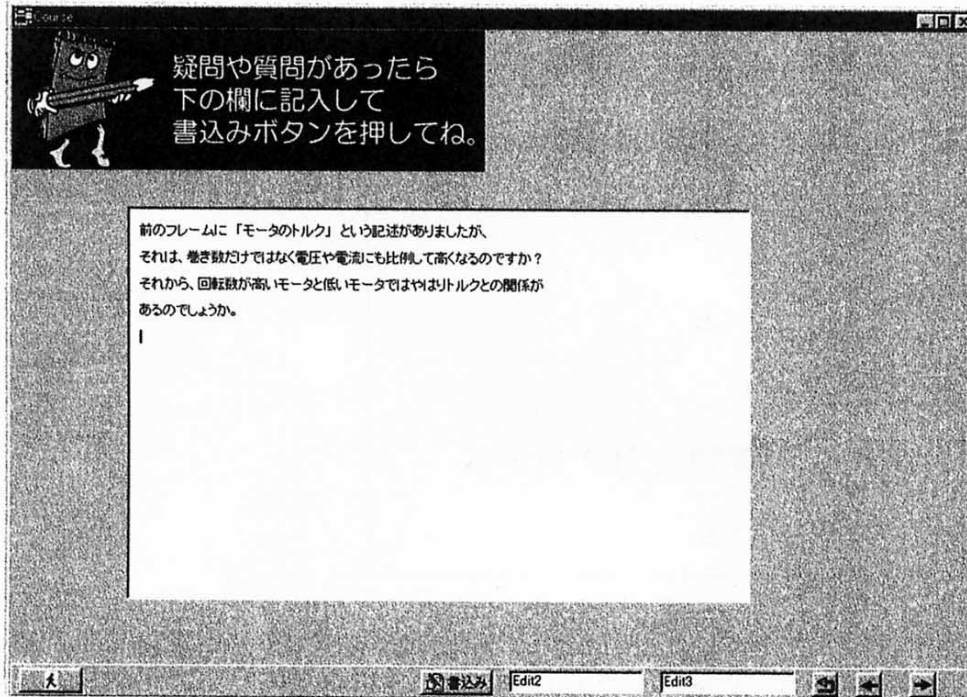 Course
疑問や質問があったら
下の欄に記入して
書込みボタンを押してね。
前のフレームに「モータのトルク」という記述がありましたが、
それは、巻き数だけではなく電圧や電流にも比例して高くなるのですか？
それから、回転数が高いモータと低いモータではやはりトルクとの関係が
あるのでしょうか。
書込み
Edit2
Edit3